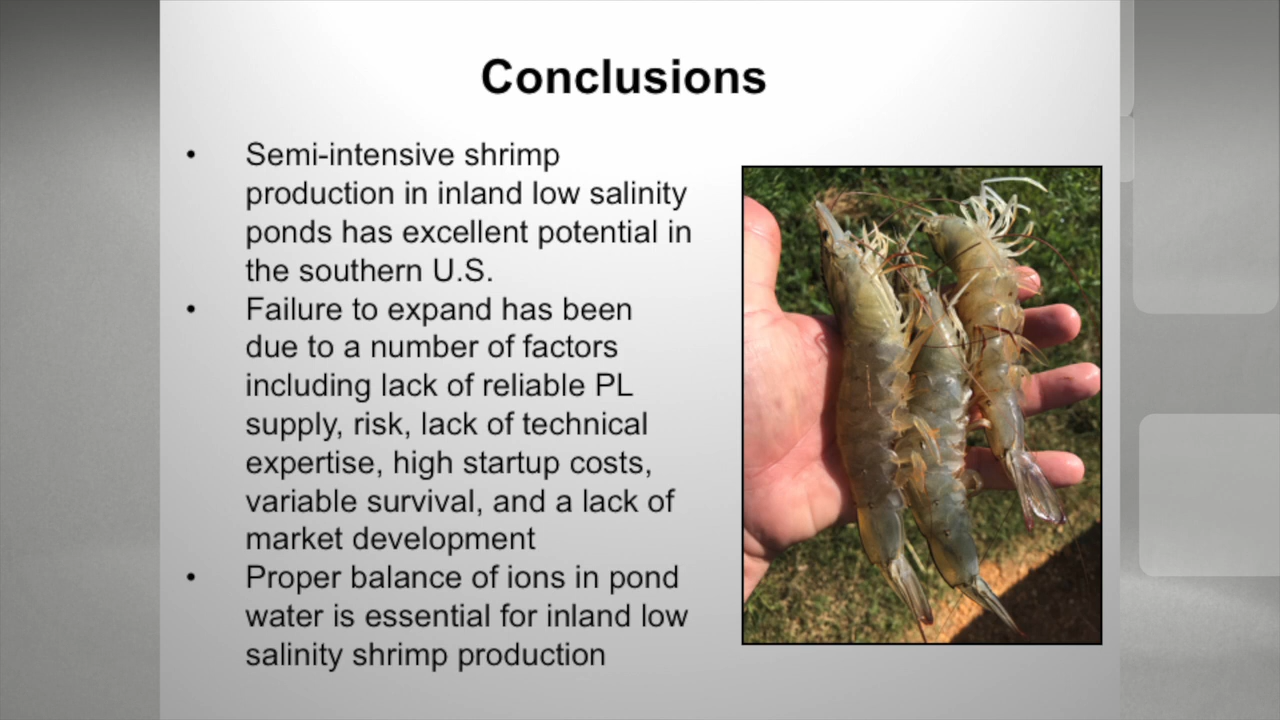 Conclusions
• Semi-intensive shrimp
production in inland low salinity
ponds has excellent potential in
the southern U.S.
• Failure to expand has been
due to a number of factors
including lack of reliable PL
supply, risk, lack of technical
expertise, high startup costs,
variable survival, and a lack of
market development
• Proper balance of ions in pond
water is essential for inland low
salinity shrimp production